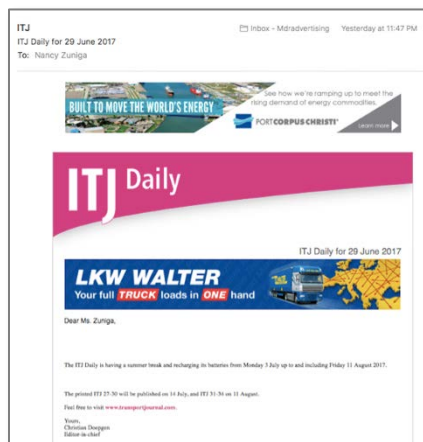 ITJ
Inbox - Mdradvertising Yesterday at 11:47 PM
ITJ Daily for 29 June 2017
To: Nancy Zuniga
BUILT TO MOVE THE WORLD'S ENERGY
See how we're ramping up to meet the
rising demand of energy commodities.
PORTCORPUSCHRISTI
Learn more
ITJ Daily
ITJ Daily for 29 June 2017
LKW WALTER
Your full TRUCK loads in ONE hand
Dear Ms. Zuniga,
The ITJ Daily is having a summer break and recharging its batteries from Monday 3 July up to and including Friday 11 August 2017.
The printed ITJ 27-30 will be published on 14 July, and ITJ 31-34 on 11 August.
Feel free to visit www.transportjournal.com.
Yours,
Christian Doepgen
Editor-in-chief